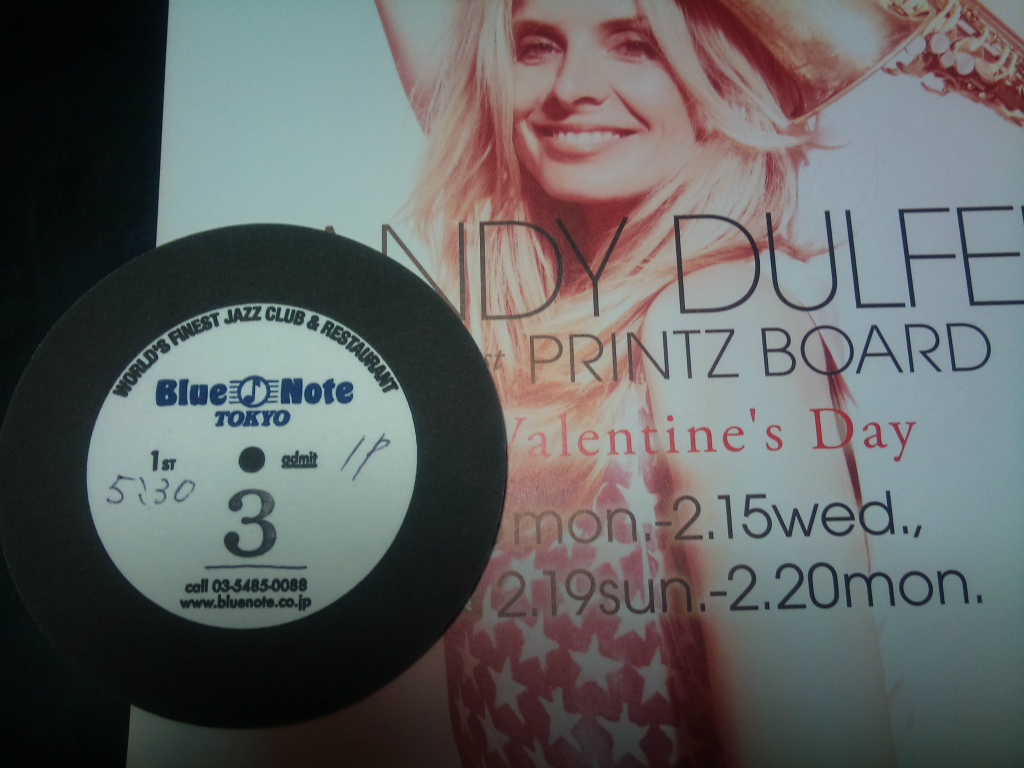 WORLD'S FINEST JAZZ CLUB & RESTAURANT
Blue Note
TOKYO
1ST admit 1P
5:30
3
call 03-5485-0088
www.bluenote.co.jp
NDY DULFE
st PRINTZ BOARD
Valentine's Day
mon.-2.15wed.,
2.19sun.-2.20mon.